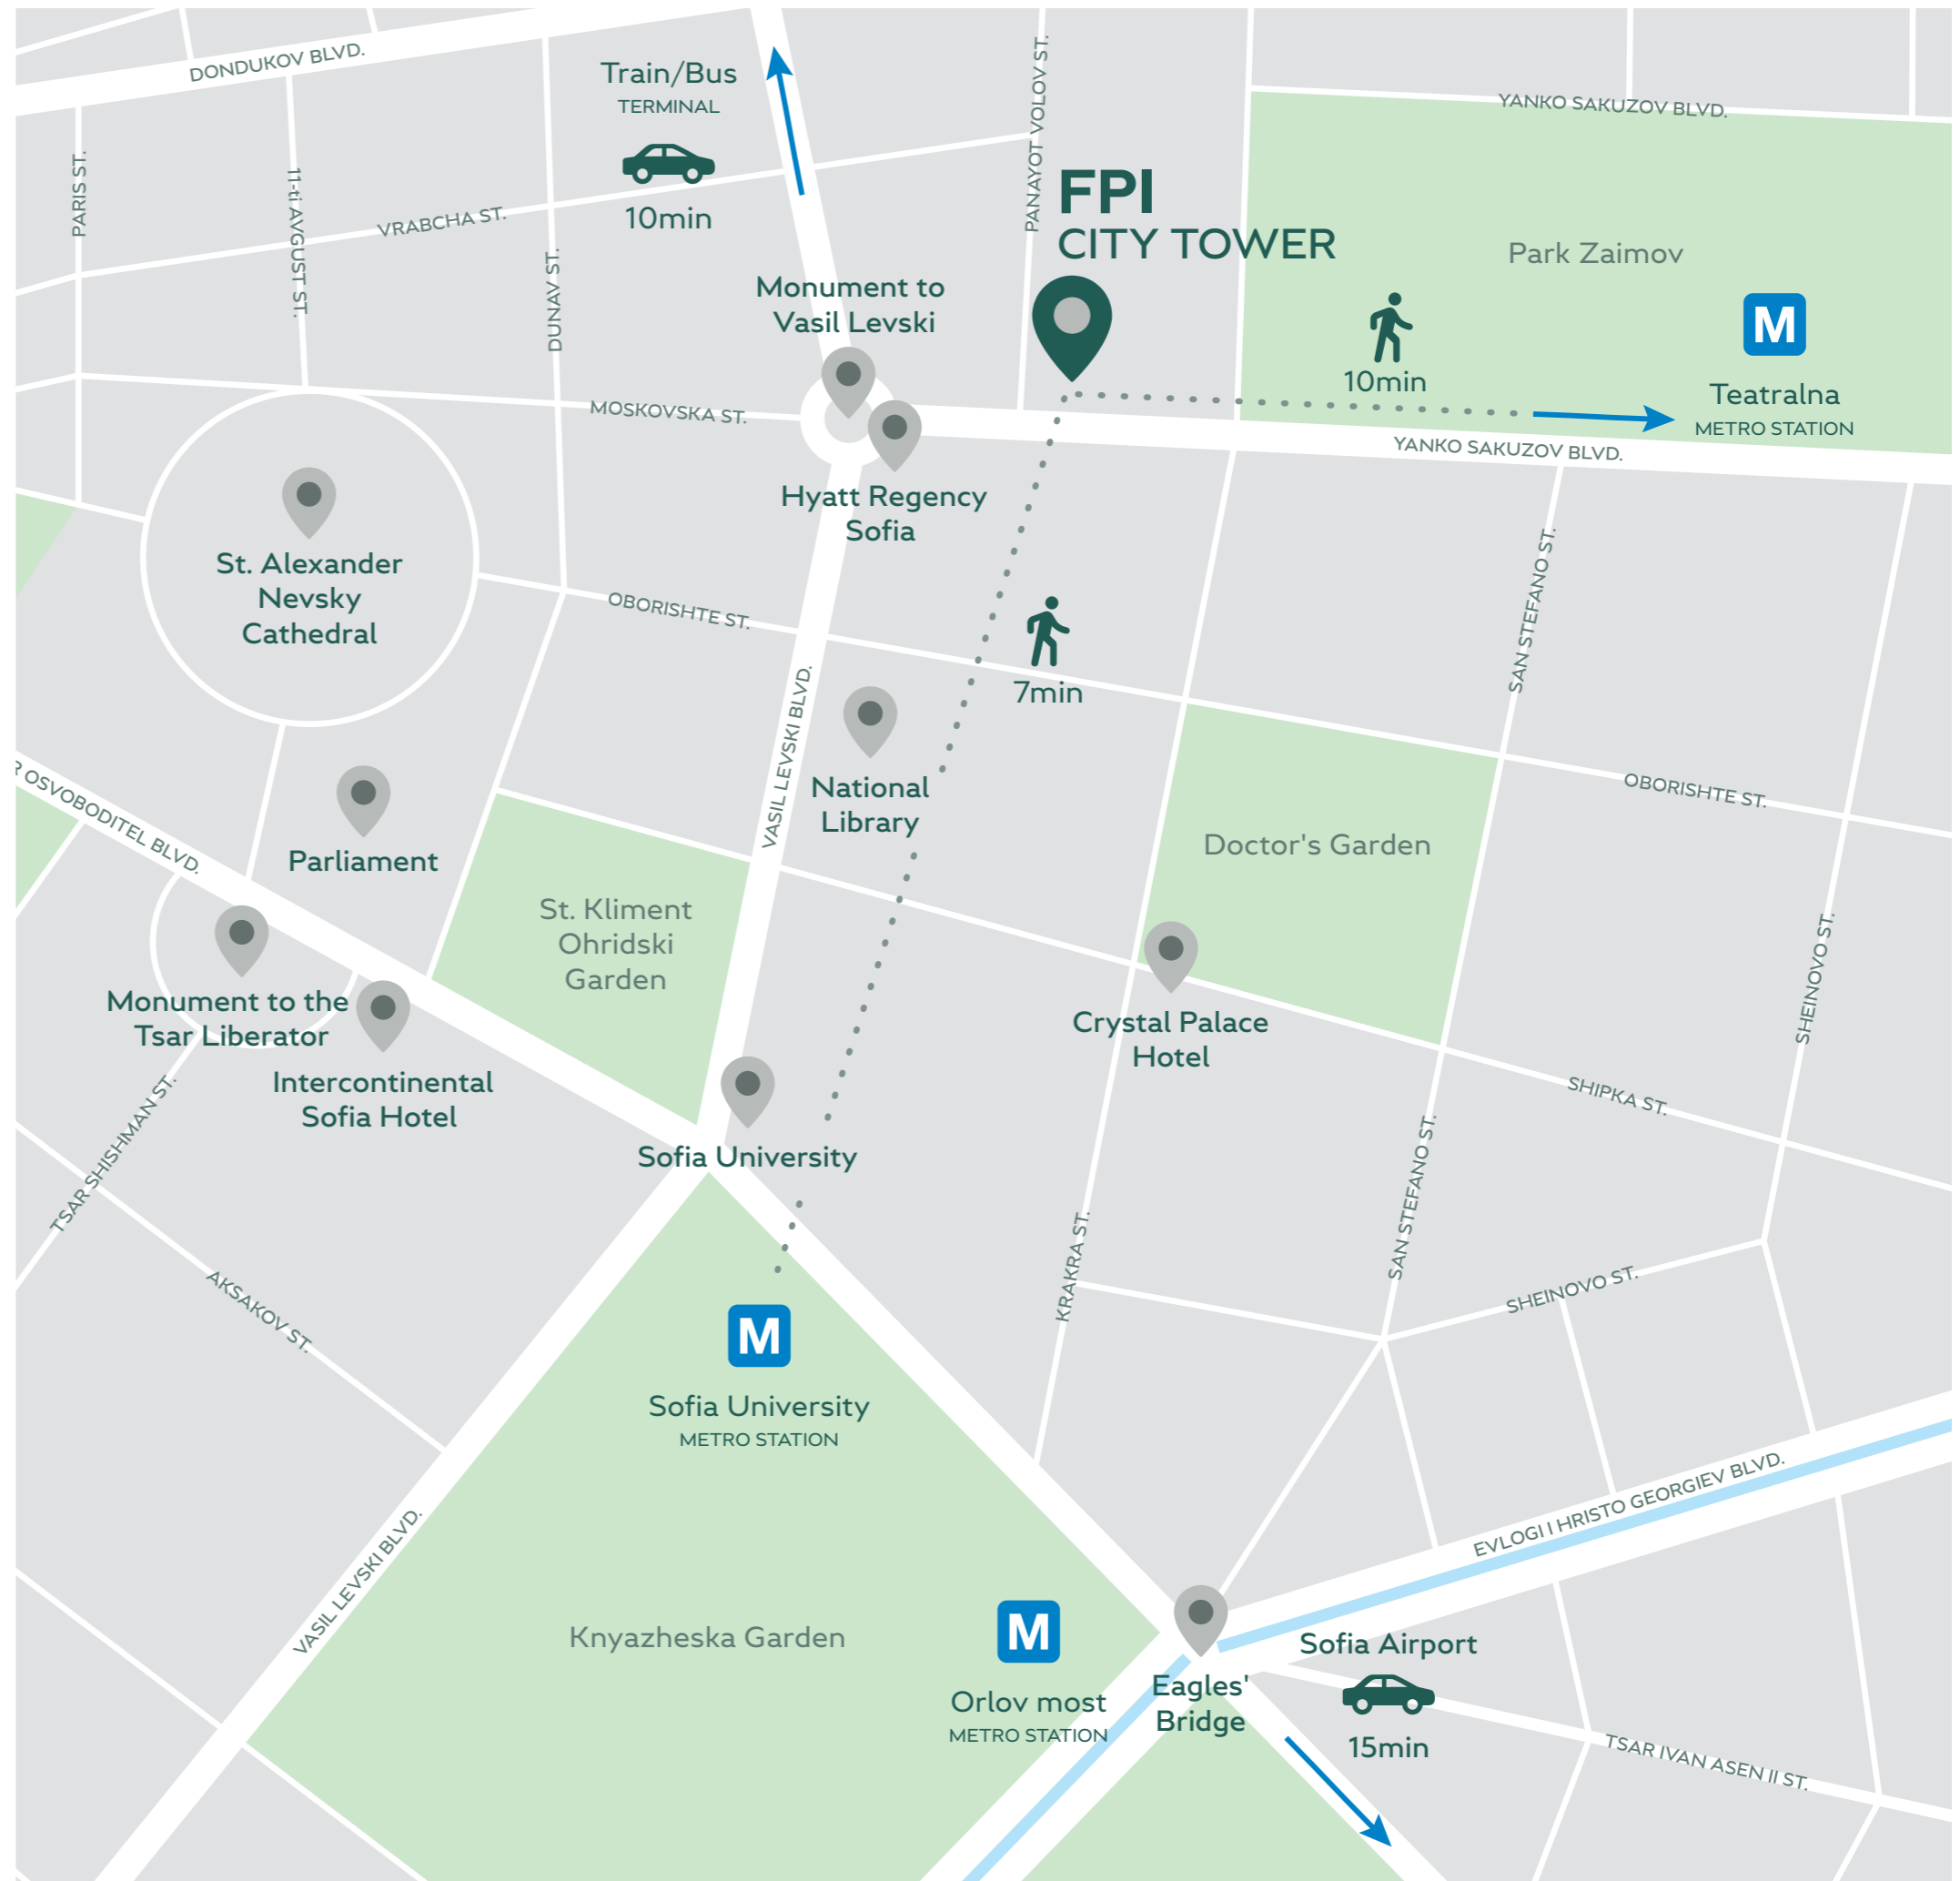 DONDUKOV BLVD.
Train/Bus
TERMINAL
10min
PANAYOT VOLOV ST.
YANKO SAKUZOV BLVD.
PARIS ST.
11-ti AVGUST ST.
VRABCHA ST.
DUNAV ST.
FPI
CITY TOWER
Park Zaimov
Monument to
Vasil Levski
M
10min
Teatralna
METRO STATION
MOSKOVSKA ST.
YANKO SAKUZOV BLVD.
Hyatt Regency
Sofia
St. Alexander
Nevsky
Cathedral
OBORISHTE ST.
SAN STEFANO ST.
7min
VASIL LEVSKI BLVD.
National
Library
OBORISHTE ST.
R OSVOBODITEL BLVD.
Parliament
Doctor's Garden
St. Kliment
Ohridski
Garden
SHEINOVO ST.
Monument to the
Tsar Liberator
Crystal Palace
Hotel
Intercontinental
Sofia Hotel
SHIPKA ST.
TSAR SHISHMAN ST.
Sofia University
SAN STEFANO ST.
KRAKRA ST.
SHEINOVO ST.
AKSAKOV ST.
M
Sofia University
METRO STATION
EVLOGI I HRISTO GEORGIEV BLVD.
VASIL LEVSKI BLVD.
Knyazheska Garden
M
Orlov most
METRO STATION
Eagles'
Bridge
Sofia Airport
15min
TSAR IVAN ASEN II ST.